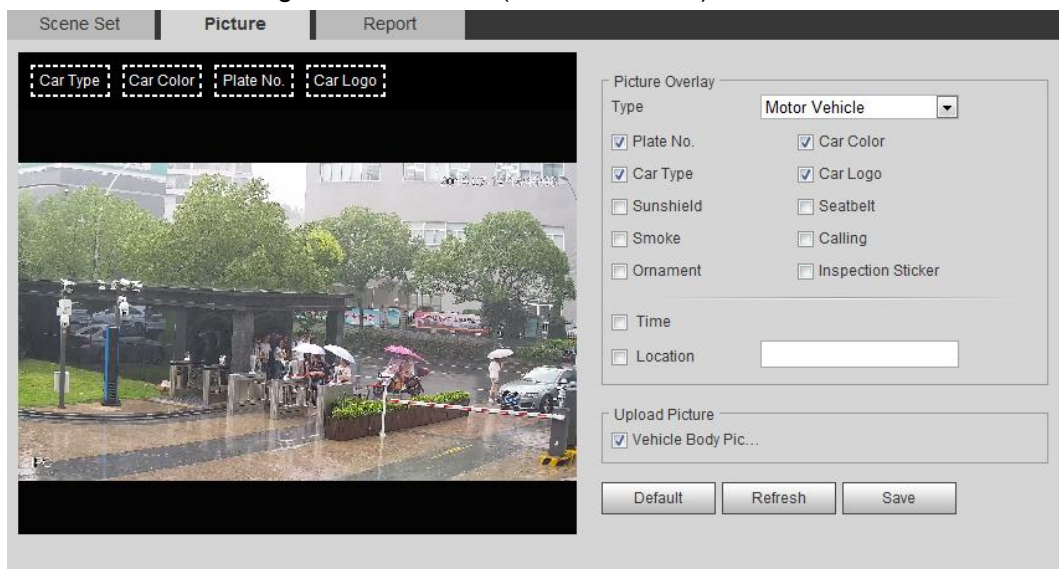 Scene Set Picture Report
Car Type Car Color Plate No. Car Logo
Picture Overlay
Type Motor Vehicle
Plate No. Car Color
Car Type Car Logo
Sunshield Seatbelt
Smoke Calling
Ornament Inspection Sticker
Time
Location
Upload Picture
Vehicle Body Pic...
Default Refresh Save